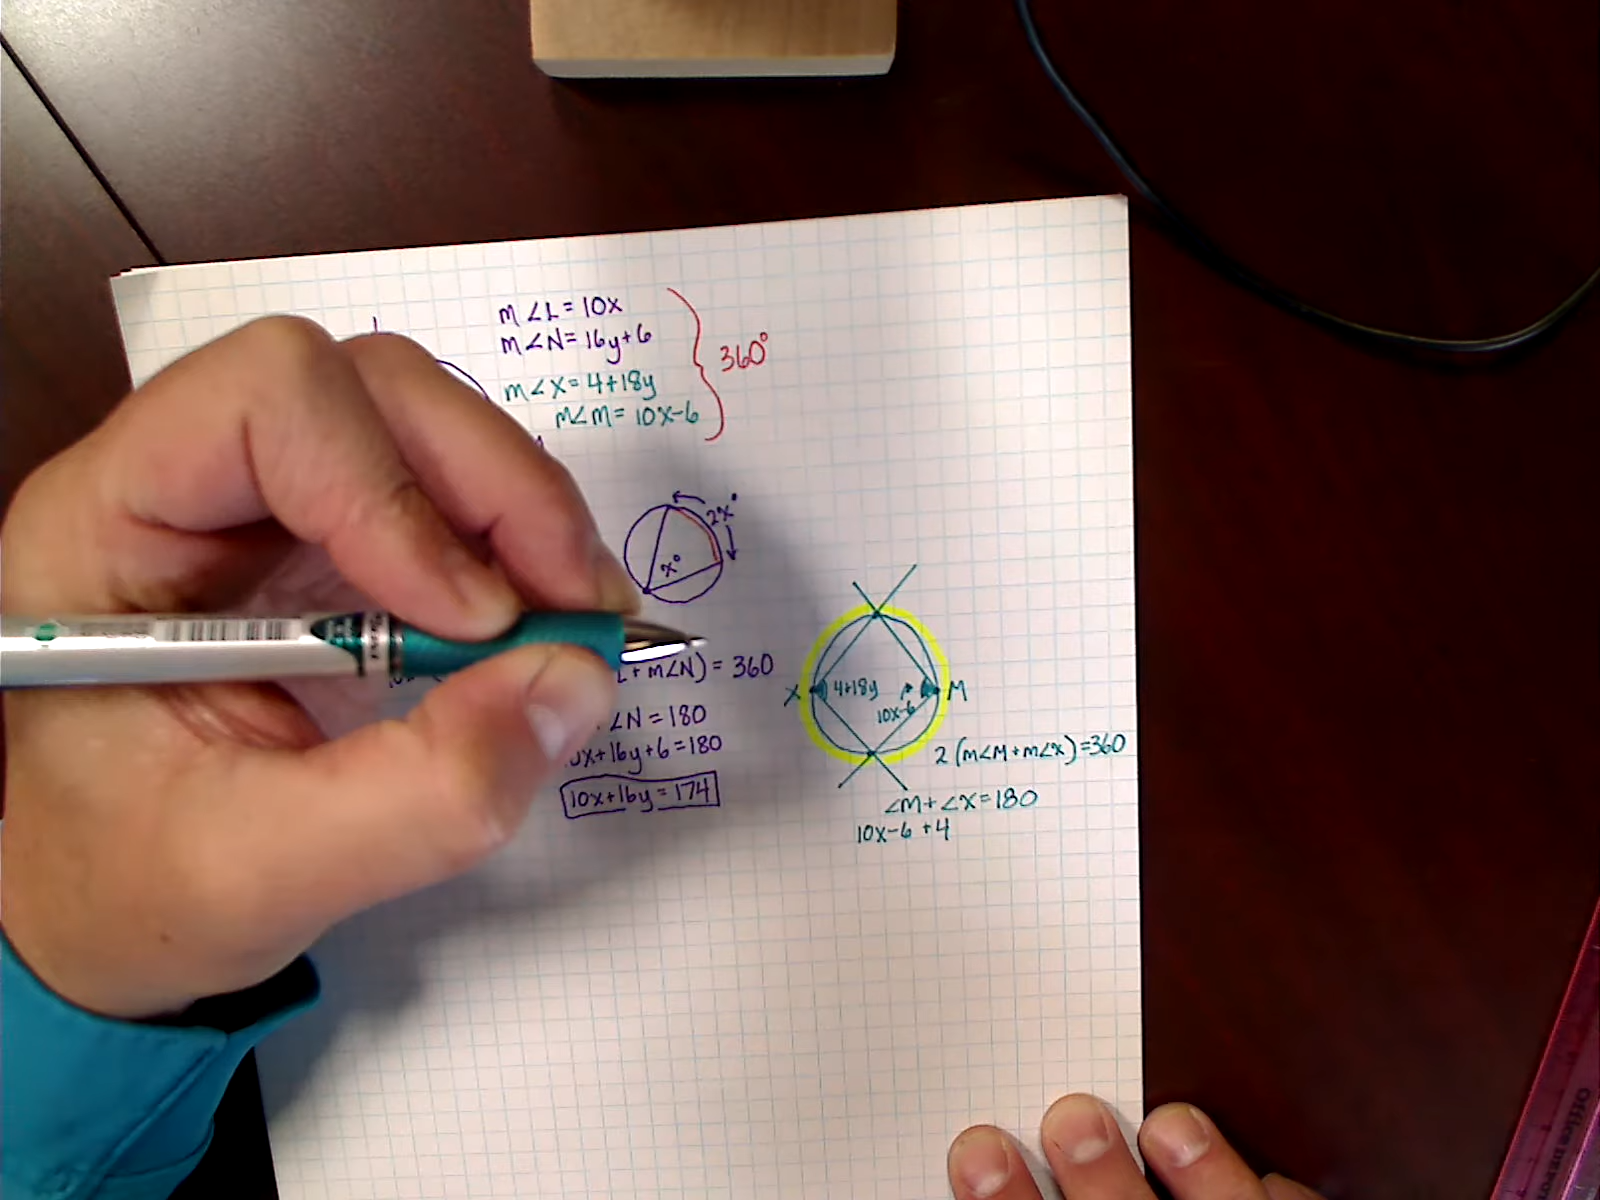 L
m∠L = 10x
m∠N = 16y+6
m∠X = 4+18y
m∠M = 10x-6
360°
2x°
x°
+ m∠N) = 360
∠N = 180
x+16y+6=180
10x+16y = 174
X
4+18y
10x-6
M
2 (m∠M+m∠X)=360
∠M+∠X=180
10x-6 +4
Office